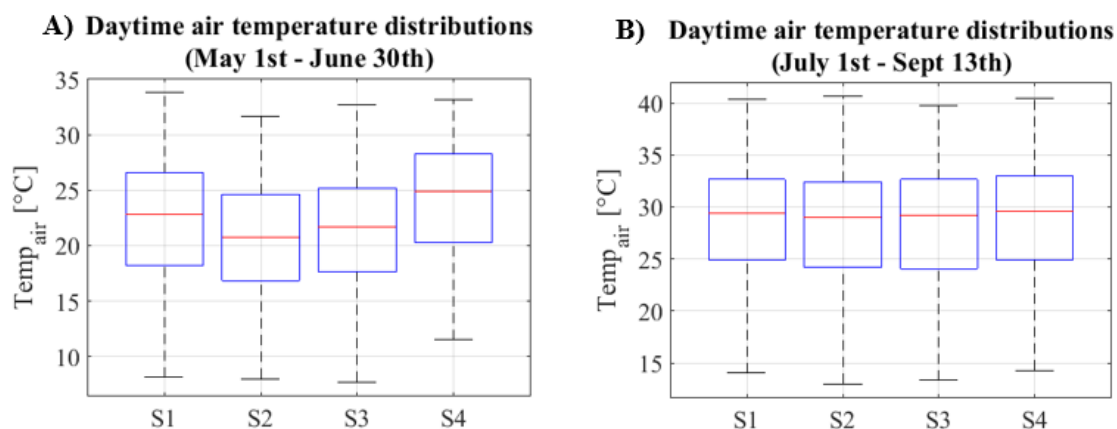 A) Daytime air temperature distributions
(May 1st - June 30th)
Temp_air [°C]
35
30
25
20
15
10
S1 S2 S3 S4
B) Daytime air temperature distributions
(July 1st - Sept 13th)
Temp_air [°C]
40
35
30
25
20
15
S1 S2 S3 S4